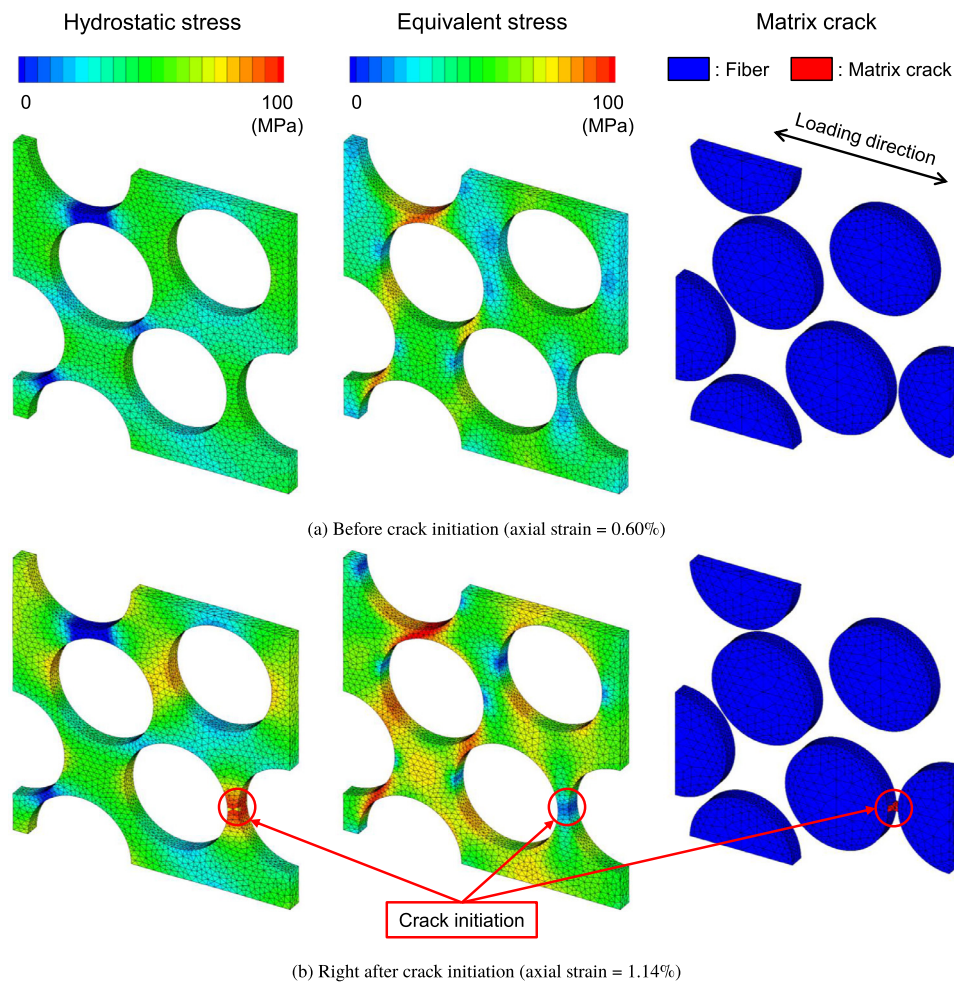 Hydrostatic stress
Equivalent stress
Matrix crack
0
100
(MPa)
0
100
(MPa)
: Fiber
: Matrix crack
Loading direction
(a) Before crack initiation (axial strain = 0.60%)
Crack initiation
(b) Right after crack initiation (axial strain = 1.14%)